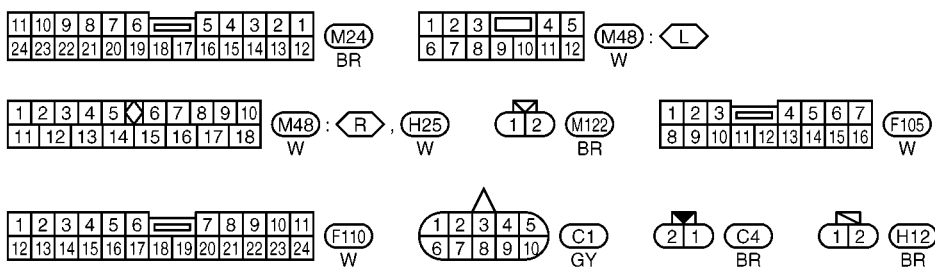 11 10 9 8 7 6 5 4 3 2 1 1 2 3 4 5
24 23 22 21 20 19 18 17 16 15 14 13 12 M24 6 7 8 9 10 11 12 M48 : L
BR W
1 2 3 4 5 6 7 8 9 10 1 2 3 4 5 6 7
11 12 13 14 15 16 17 18 M48 : R , H25 1 2 M122 8 9 10 11 12 13 14 15 16 F105
W W BR W
1 2 3 4 5 6 7 8 9 10 11 1 2 3 4 5
12 13 14 15 16 17 18 19 20 21 22 23 24 F110 6 7 8 9 10 C1 2 1 C4 1 2 H12
W GY BR BR